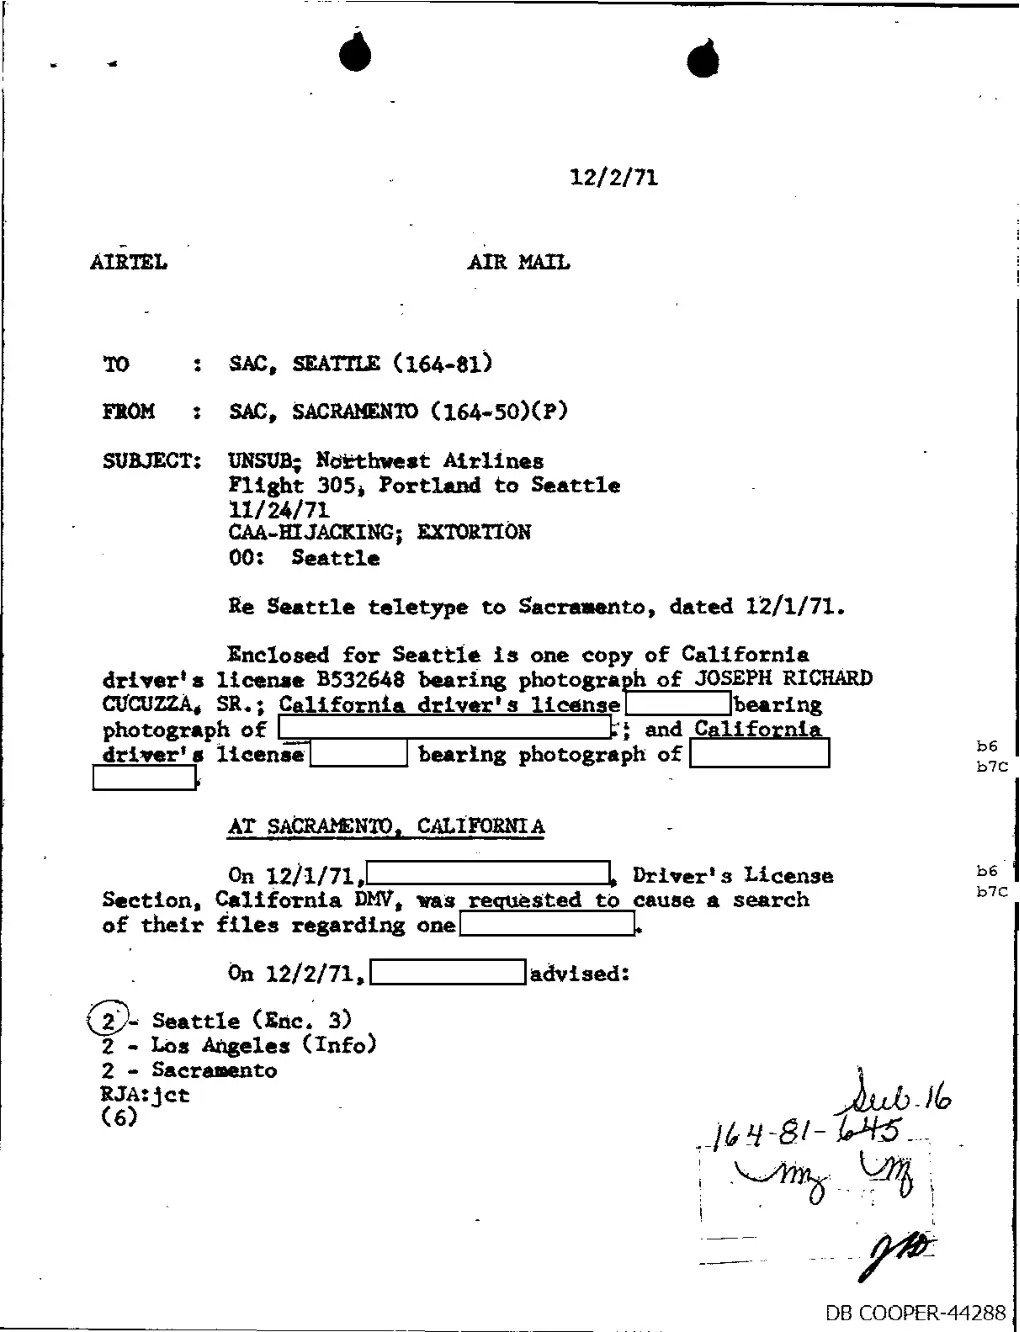 12/2/71
AIRTEL AIR MAIL
TO : SAC, SEATTLE (164-81)
FROM : SAC, SACRAMENTO (164-50)(P)
SUBJECT: UNSUB; Northwest Airlines
Flight 305, Portland to Seattle
11/24/71
CAA-HIJACKING; EXTORTION
OO: Seattle
Re Seattle teletype to Sacramento, dated 12/1/71.
Enclosed for Seattle is one copy of California
driver's license B532648 bearing photograph of JOSEPH RICHARD
CUCUZZA, SR.; California driver's license bearing
photograph of ; and California
driver's license bearing photograph of
.
b6
b7C
AT SACRAMENTO, CALIFORNIA
On 12/1/71, , Driver's License
Section, California DMV, was requested to cause a search
of their files regarding one .
b6
b7C
On 12/2/71, advised:
2 - Seattle (Enc. 3)
2 - Los Angeles (Info)
2 - Sacramento
RJA:jct
(6)
Sub 16
164-81-645
DB COOPER-44288